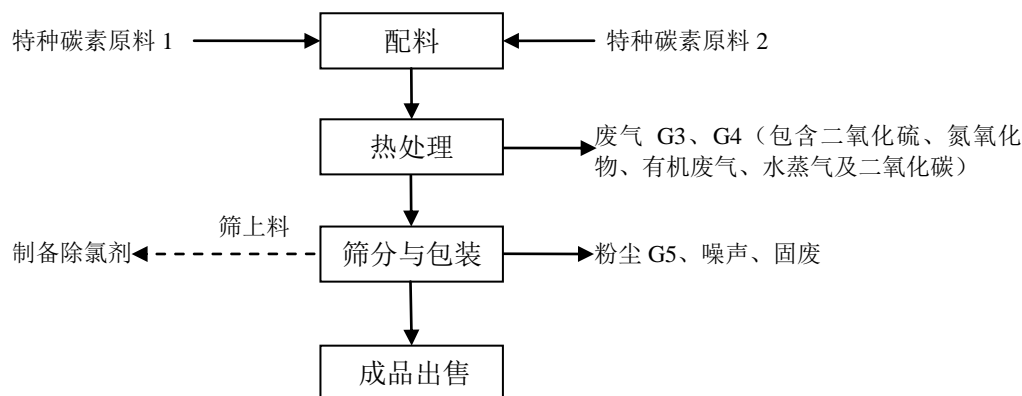 特种碳素原料 1
配料
特种碳素原料 2
热处理
废气 G3、G4（包含二氧化硫、氮氧化
物、有机废气、水蒸气及二氧化碳）
筛上料
制备除氯剂
筛分与包装
粉尘 G5、噪声、固废
成品出售